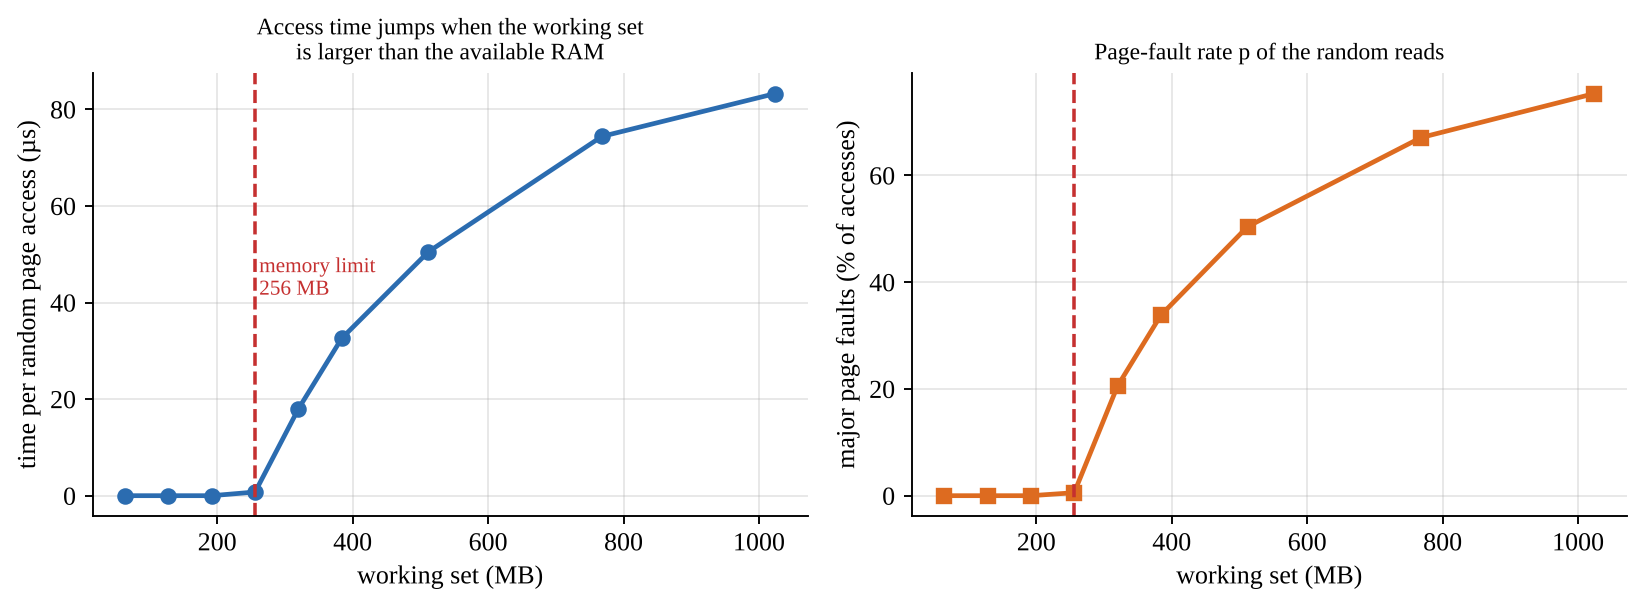 Access time jumps when the working set
is larger than the available RAM
time per random page access (µs)
80
60
40
20
0
memory limit
256 MB
200
400
600
800
1000
working set (MB)
Page-fault rate p of the random reads
major page faults (% of accesses)
60
40
20
0
200
400
600
800
1000
working set (MB)